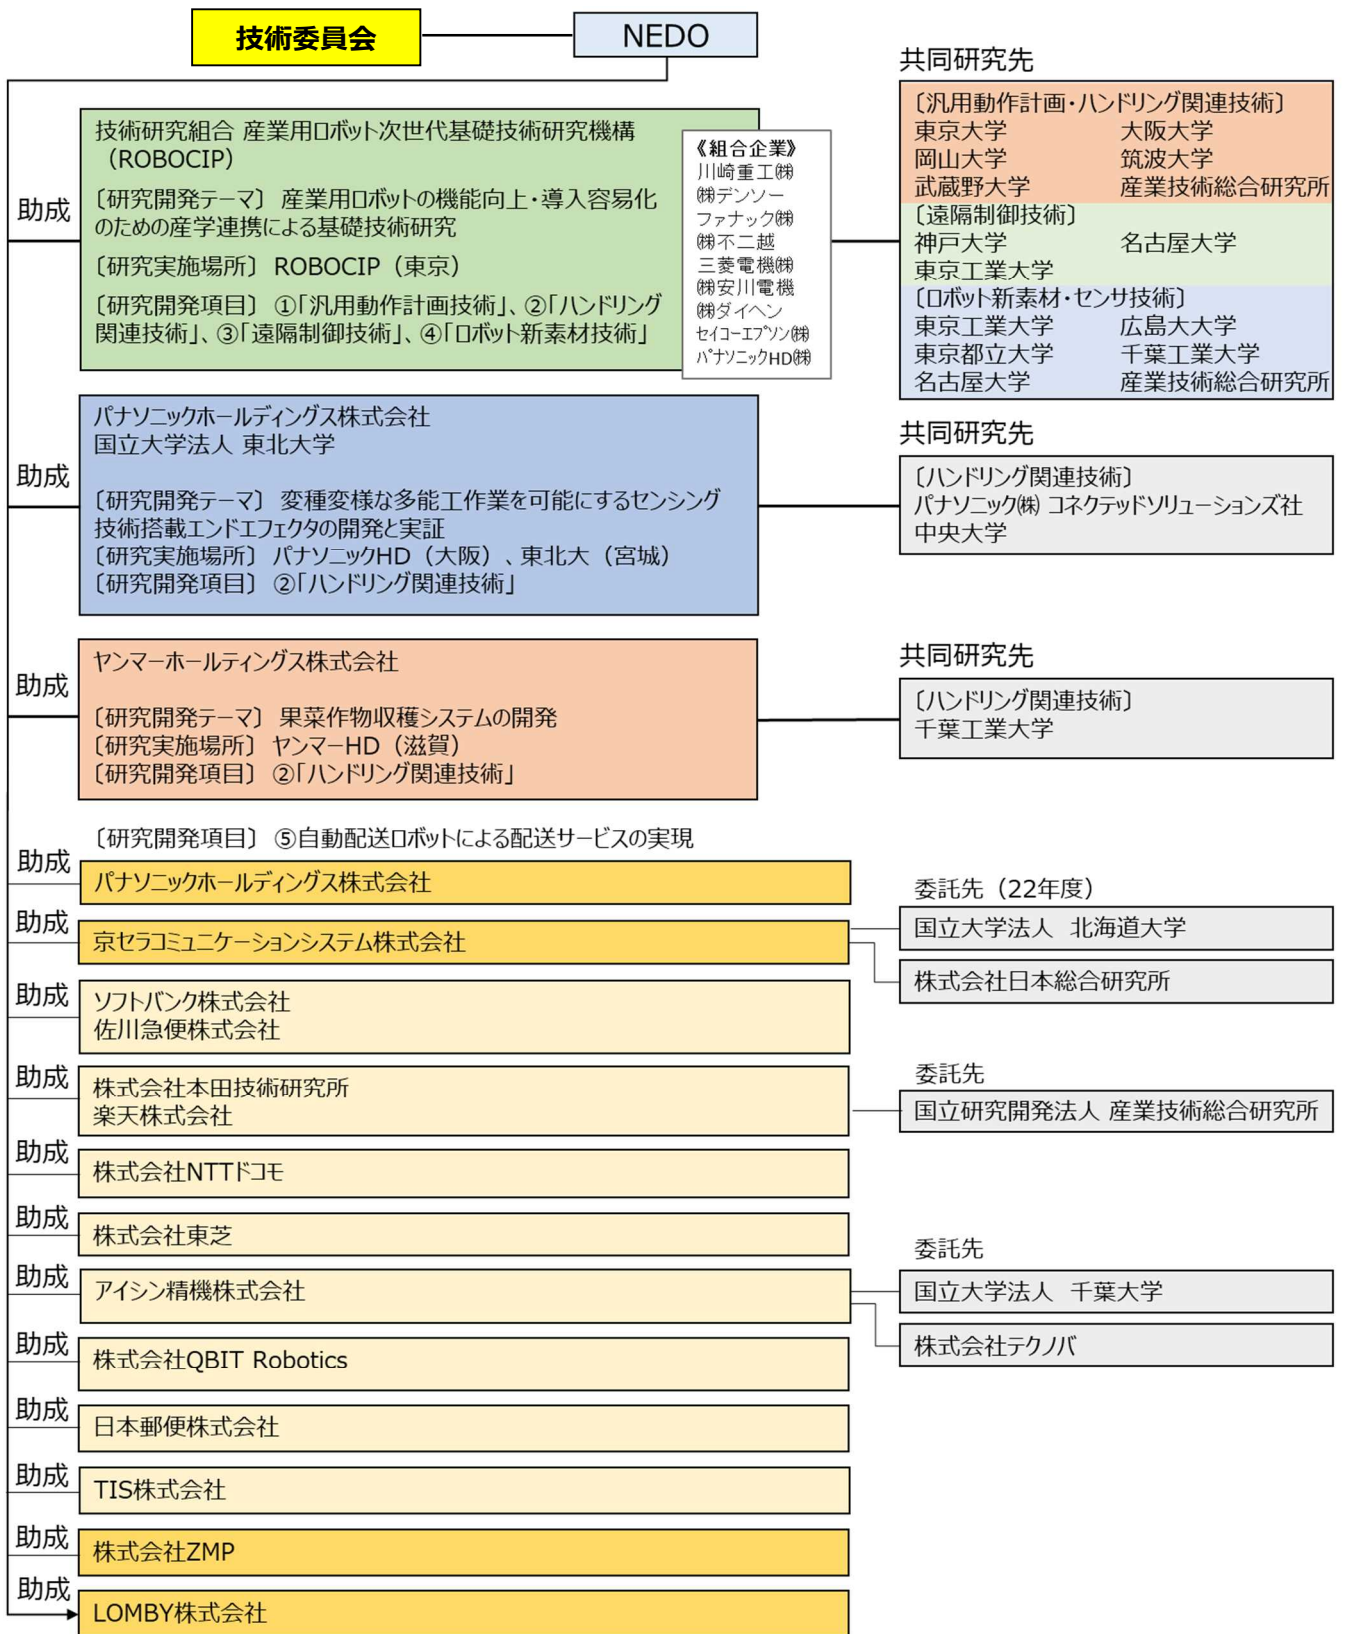 技術委員会
NEDO
助成
技術研究組合 産業用ロボット次世代基礎技術研究機構
（ROBOCIP）
〔研究開発テーマ〕 産業用ロボットの機能向上・導入容易化
のための産学連携による基礎技術研究
〔研究実施場所〕 ROBOCIP（東京）
〔研究開発項目〕 ①「汎用動作計画技術」、②「ハンドリング
関連技術」、③「遠隔制御技術」、④「ロボット新素材技術」
《組合企業》
川崎重工㈱
㈱デンソー
ファナック㈱
㈱不二越
三菱電機㈱
㈱安川電機
㈱ダイヘン
セイコーエプソン㈱
パナソニックHD㈱
共同研究先
〔汎用動作計画・ハンドリング関連技術〕
東京大学 大阪大学
岡山大学 筑波大学
武蔵野大学 産業技術総合研究所
〔遠隔制御技術〕
神戸大学 名古屋大学
東京工業大学
〔ロボット新素材・センサ技術〕
東京工業大学 広島大大学
東京都立大学 千葉工業大学
名古屋大学 産業技術総合研究所
助成
パナソニックホールディングス株式会社
国立大学法人 東北大学
〔研究開発テーマ〕 変種変様な多能工作業を可能にするセンシング
技術搭載エンドエフェクタの開発と実証
〔研究実施場所〕 パナソニックHD（大阪）、東北大（宮城）
〔研究開発項目〕 ②「ハンドリング関連技術」
共同研究先
〔ハンドリング関連技術〕
パナソニック㈱ コネクテッドソリューションズ社
中央大学
助成
ヤンマーホールティングス株式会社
〔研究開発テーマ〕 果菜作物収穫システムの開発
〔研究実施場所〕 ヤンマーHD（滋賀）
〔研究開発項目〕 ②「ハンドリング関連技術」
共同研究先
〔ハンドリング関連技術〕
千葉工業大学
〔研究開発項目〕 ⑤自動配送ロボットによる配送サービスの実現
助成
パナソニックホールディングス株式会社
助成
京セラコミュニケーションシステム株式会社
委託先（22年度）
国立大学法人 北海道大学
株式会社日本総合研究所
助成
ソフトバンク株式会社
佐川急便株式会社
助成
株式会社本田技術研究所
楽天株式会社
委託先
国立研究開発法人 産業技術総合研究所
助成
株式会社NTTドコモ
助成
株式会社東芝
助成
アイシン精機株式会社
委託先
国立大学法人 千葉大学
株式会社テクノバ
助成
株式会社QBIT Robotics
助成
日本郵便株式会社
助成
TIS株式会社
助成
株式会社ZMP
助成
LOMBY株式会社